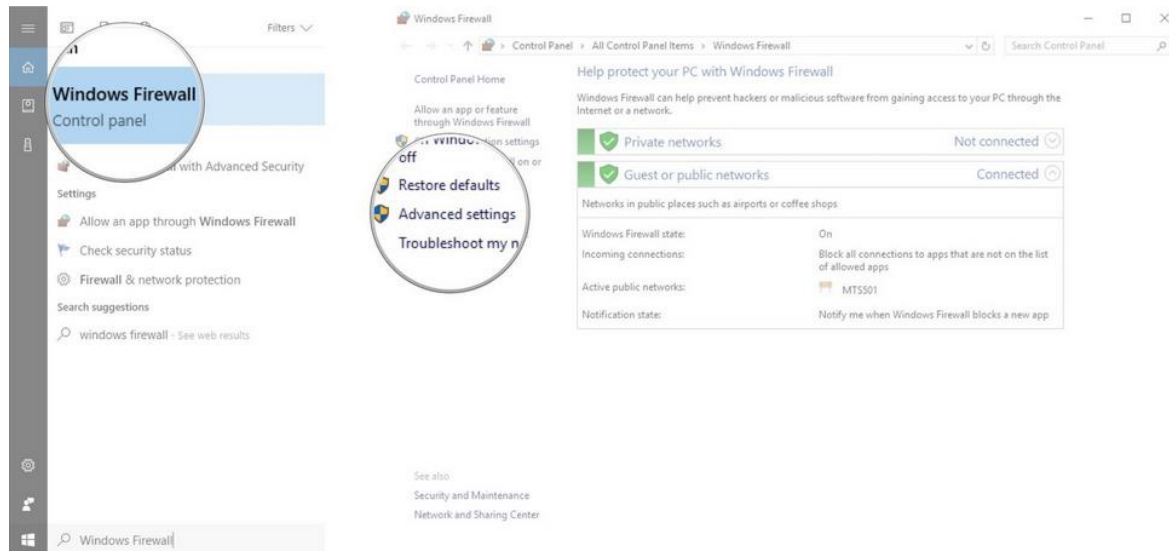 Filters
Windows Firewall
Control panel
with Advanced Security
Settings
Allow an app through Windows Firewall
Check security status
Firewall & network protection
Search suggestions
windows firewall - See web results
Windows Firewall
Windows Firewall
Control Panel > All Control Panel Items > Windows Firewall
Search Control Panel
Control Panel Home
Allow an app or feature
through Windows Firewall
settings
on or
off
Restore defaults
Advanced settings
Troubleshoot my
See also
Security and Maintenance
Network and Sharing Center
Help protect your PC with Windows Firewall
Windows Firewall can help prevent hackers or malicious software from gaining access to your PC through the
Internet or a network.
Private networks Not connected
Guest or public networks Connected
Networks in public places such as airports or coffee shops
Windows Firewall state: On
Incoming connections: Block all connections to apps that are not on the list
of allowed apps
Active public networks: MTS501
Notification state: Notify me when Windows Firewall blocks a new app